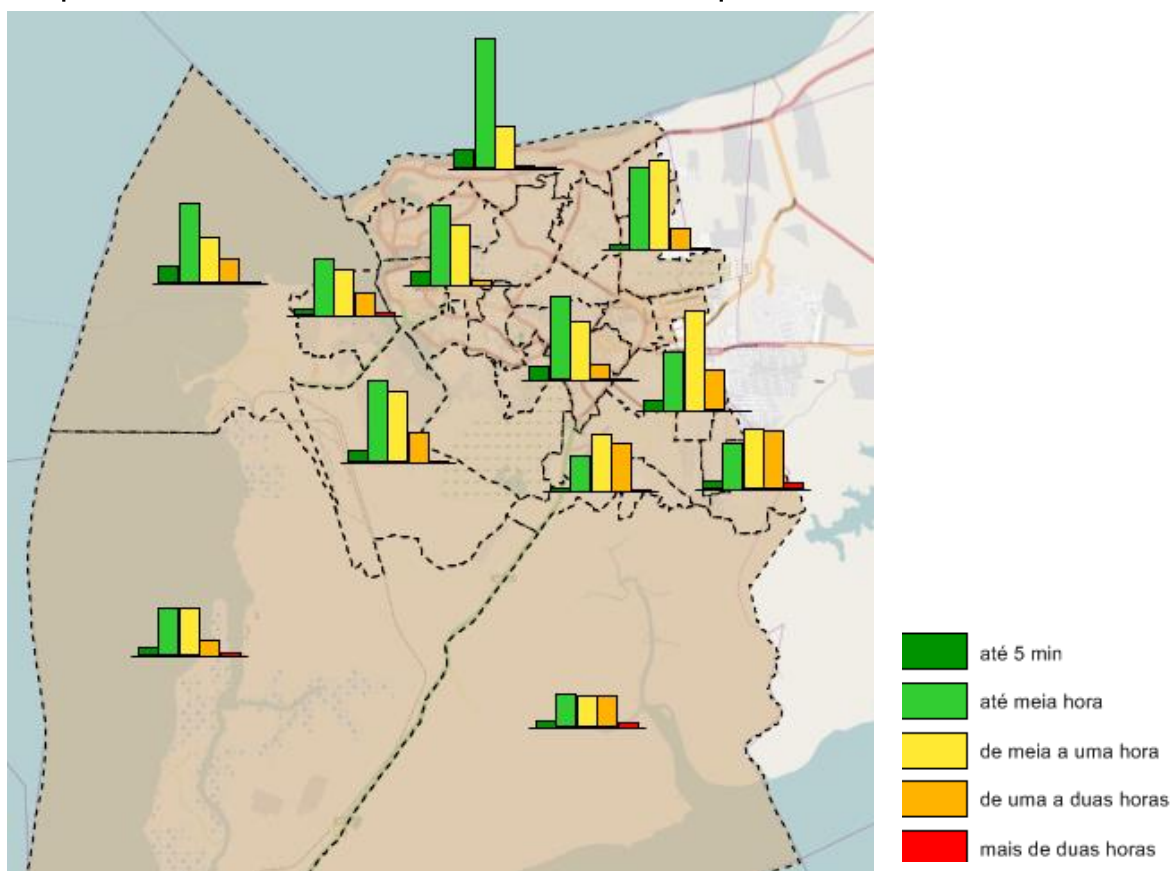 até 5 min
até meia hora
de meia a uma hora
de uma a duas horas
mais de duas horas